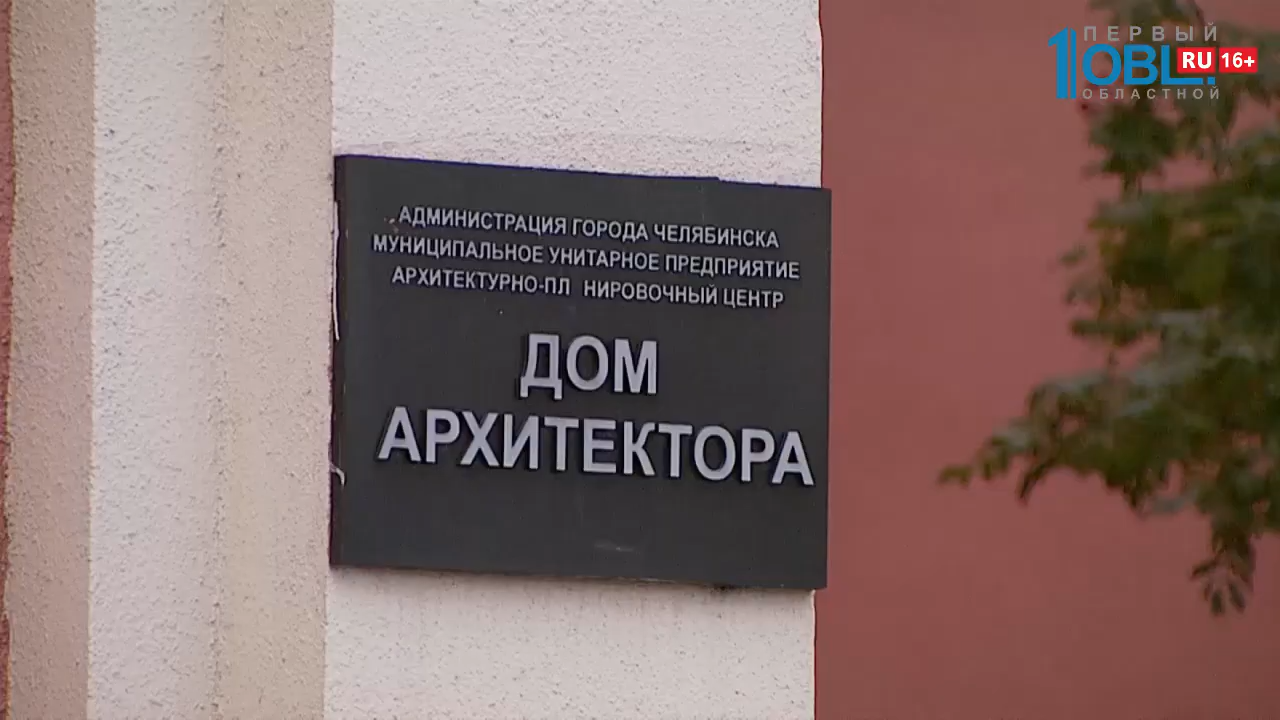 ПЕРВЫЙ
1OBL.RU 16+
ОБЛАСТНОЙ
АДМИНИСТРАЦИЯ ГОРОДА ЧЕЛЯБИНСКА
МУНИЦИПАЛЬНОЕ УНИТАРНОЕ ПРЕДПРИЯТИЕ
АРХИТЕКТУРНО-ПЛ НИРОВОЧНЫЙ ЦЕНТР
ДОМ
АРХИТЕКТОРА